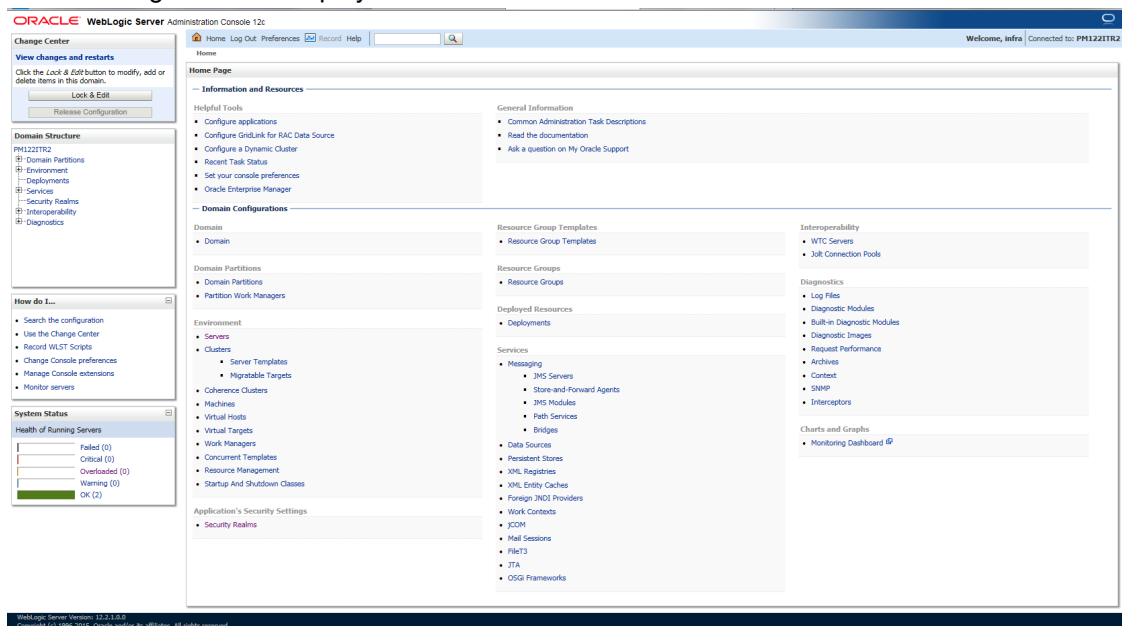 ORACLE WebLogic Server Administration Console 12c
Change Center
View changes and restarts
Click the Lock & Edit button to modify, add or
delete items in this domain.
Lock & Edit
Release Configuration
Domain Structure
PM122ITR2
Domain Partitions
Environment
Deployments
Services
Security Realms
Interoperability
Diagnostics
How do I...
Search the configuration
Use the Change Center
Record WLST Scripts
Change Console preferences
Manage Console extensions
Monitor servers
System Status
Health of Running Servers
Failed (0)
Critical (0)
Overloaded (0)
Warning (0)
OK (2)
Home Log Out Preferences Record Help
Welcome, infra Connected to: PM122ITR2
Home
Home Page
Information and Resources
Helpful Tools
Configure applications
Configure GridLink for RAC Data Source
Configure a Dynamic Cluster
Recent Task Status
Set your console preferences
Oracle Enterprise Manager
General Information
Common Administration Task Descriptions
Read the documentation
Ask a question on My Oracle Support
Domain Configurations
Domain
Domain
Domain Partitions
Domain Partitions
Partition Work Managers
Environment
Servers
Clusters
Server Templates
Migratable Targets
Coherence Clusters
Machines
Virtual Hosts
Virtual Targets
Work Managers
Concurrent Templates
Resource Management
Startup And Shutdown Classes
Application's Security Settings
Security Realms
Resource Group Templates
Resource Group Templates
Resource Groups
Resource Groups
Deployed Resources
Deployments
Services
Messaging
JMS Servers
Store-and-Forward Agents
JMS Modules
Path Services
Bridges
Data Sources
Persistent Stores
XML Registries
XML Entity Caches
Foreign JNDI Providers
Work Contexts
jCOM
Mail Sessions
FileT3
JTA
OSGi Frameworks
Interoperability
WTC Servers
Jolt Connection Pools
Diagnostics
Log Files
Diagnostic Modules
Built-in Diagnostic Modules
Diagnostic Images
Request Performance
Archives
Context
SNMP
Interceptors
Charts and Graphs
Monitoring Dashboard
WebLogic Server Version: 12.2.1.0.0
Copyright (c) 1996,2015, Oracle and/or its affiliates. All rights reserved.